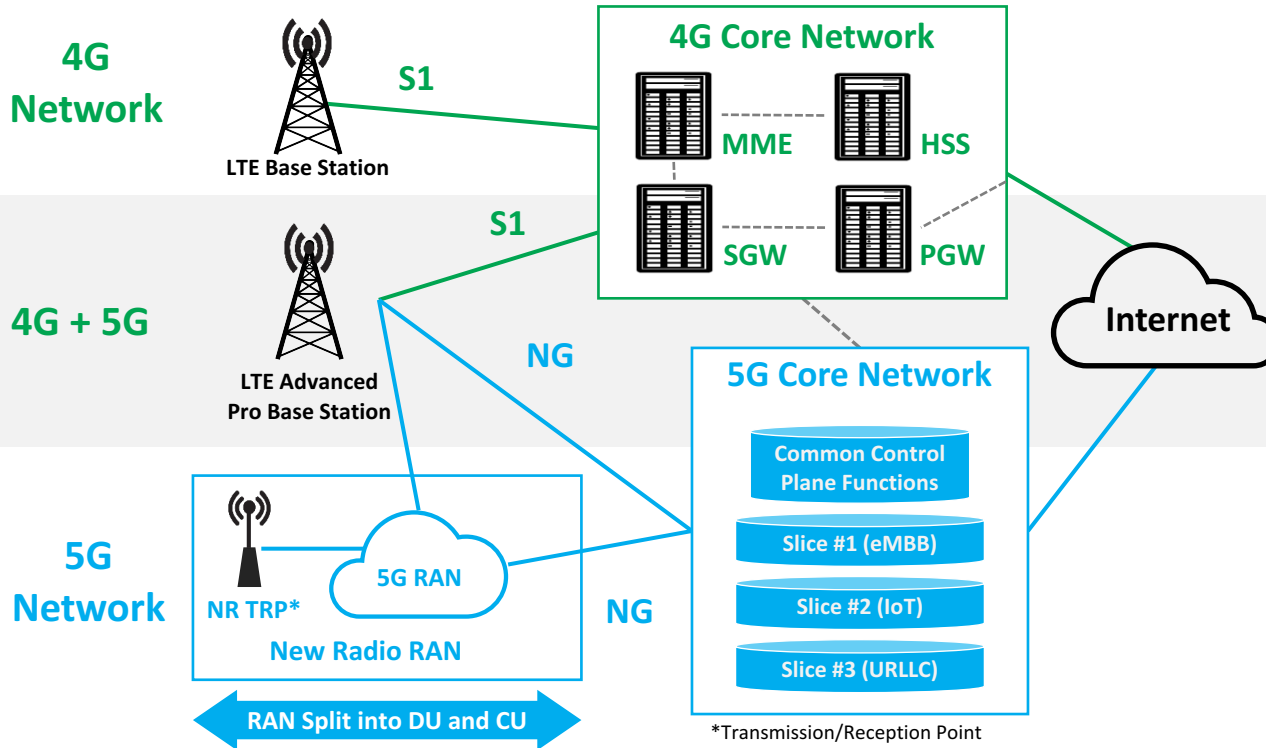 4G
Network
LTE Base Station
S1
4G Core Network
MME
HSS
SGW
PGW
4G + 5G
LTE Advanced
Pro Base Station
S1
NG
Internet
5G Core Network
Common Control
Plane Functions
Slice #1 (eMBB)
Slice #2 (IoT)
Slice #3 (URLLC)
5G
Network
NR TRP*
5G RAN
New Radio RAN
NG
RAN Split into DU and CU
*Transmission/Reception Point